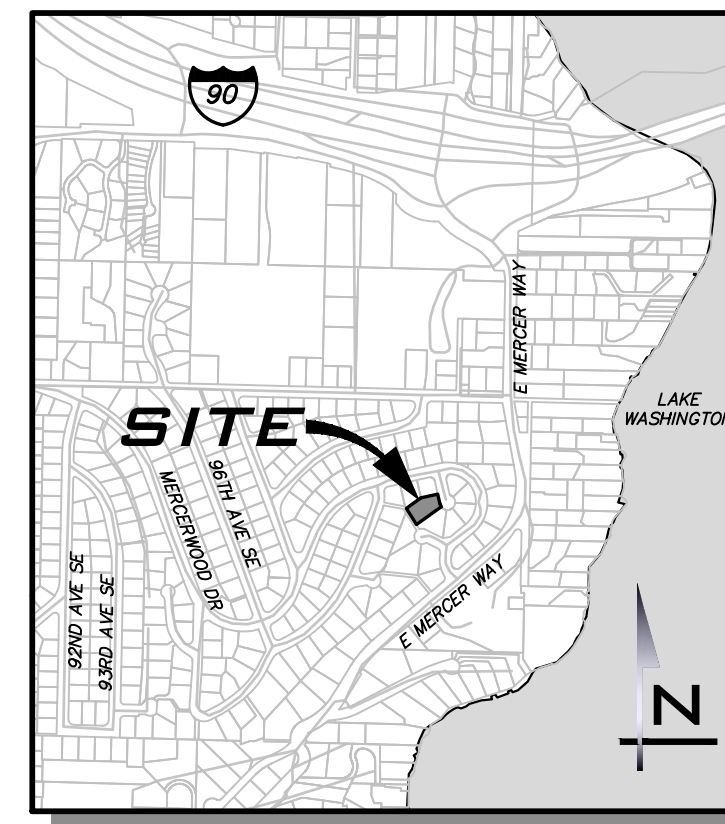 90
E MERCER WAY
LAKE
WASHINGTON
SITE
96TH AVE SE
MERCERWOOD DR
92ND AVE SE
93RD AVE SE
E MERCER WAY
N